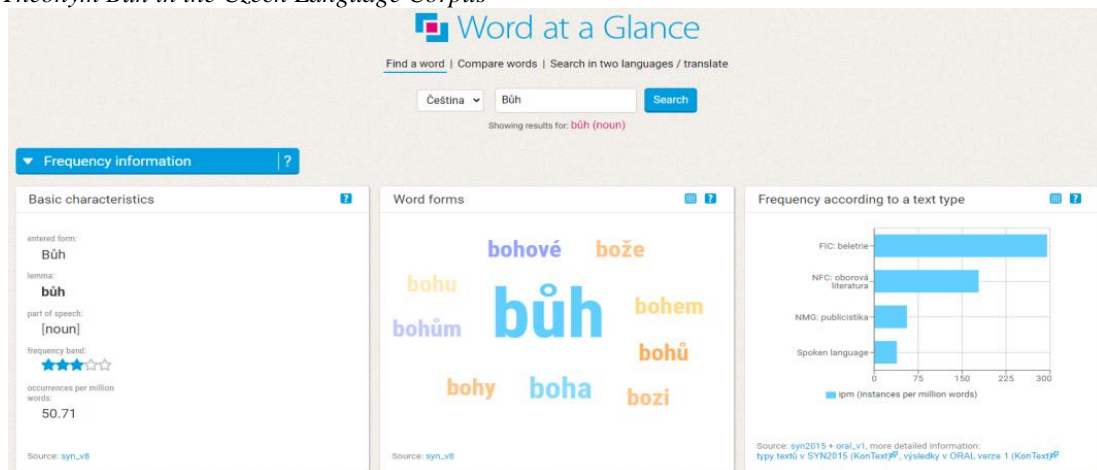 Theonym Bůh in the Czech Language Corpus
Word at a Glance
Find a word | Compare words | Search in two languages / translate
Čeština Bůh Search
Showing results for: bůh (noun)
Frequency information ?
Basic characteristics ?
entered form:
Bůh
lemma:
bůh
part of speech:
[noun]
frequency band:
occurrences per million
words:
50.71
Source: syn_v8
Word forms ?
bohové bože
bohu
bůh
bohem
bohům
bohů
bohy boha bozi
Source: syn_v8
Frequency according to a text type ?
FIC: beletrie
NFC: oborová
literatura
NMG: publicistika
Spoken language
0 75 150 225 300
ipm (instances per million words)
Source: syn2015 + oral_v1, more detailed information:
typy textů v SYN2015 (KonText), výsledky v ORAL verze 1 (KonText)